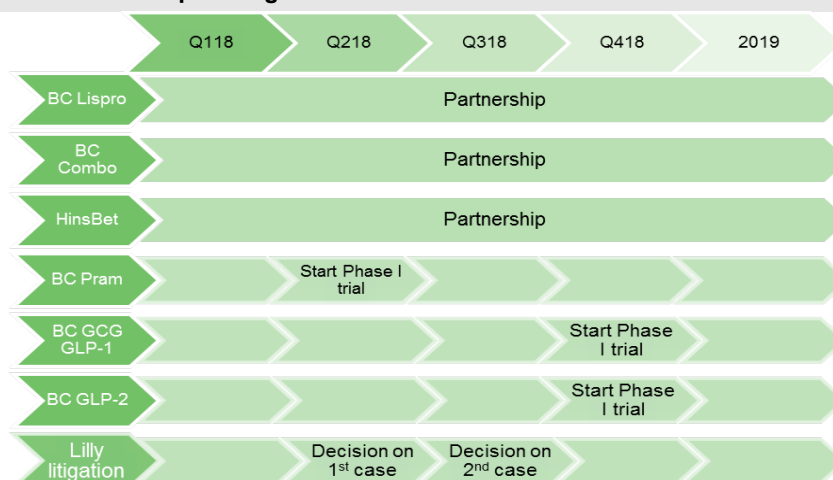 Q118 Q218 Q318 Q418 2019
BC Lispro
Partnership
BC
Combo
Partnership
HinsBet
Partnership
BC Pram
Start Phase I
trial
BC GCG
GLP-1
Start Phase
I trial
BC GLP-2
Start Phase
I trial
Lilly
litigation
Decision on
1st case
Decision on
2nd case